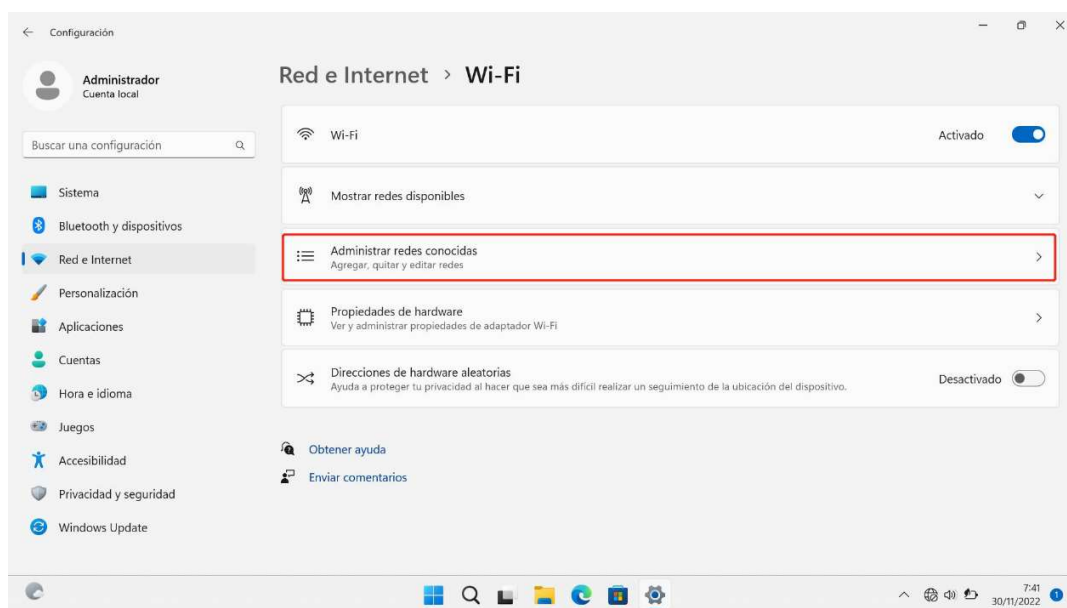 Configuración
Administrador
Cuenta local
Buscar una configuración
Sistema
Bluetooth y dispositivos
Red e Internet
Personalización
Aplicaciones
Cuentas
Hora e idioma
Juegos
Accesibilidad
Privacidad y seguridad
Windows Update
Red e Internet > Wi-Fi
Wi-Fi
Activado
Mostrar redes disponibles
Administrar redes conocidas
Agregar, quitar y editar redes
Propiedades de hardware
Ver y administrar propiedades de adaptador Wi-Fi
Direcciones de hardware aleatorias
Ayuda a proteger tu privacidad al hacer que sea más difícil realizar un seguimiento de la ubicación del dispositivo.
Desactivado
Obtener ayuda
Enviar comentarios
7:41
30/11/2022
1